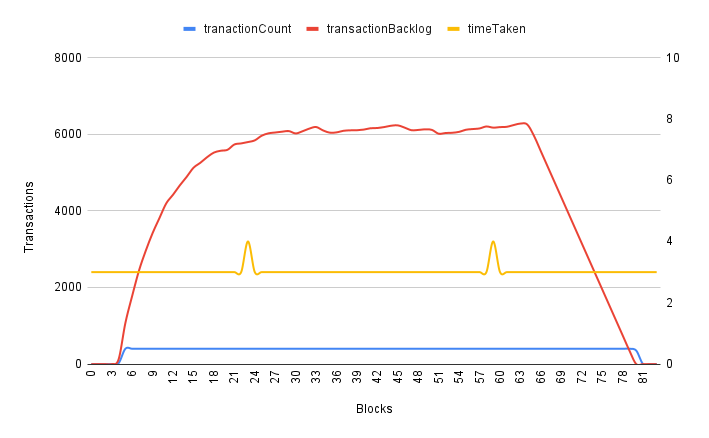 tranactionCount transactionBacklog timeTaken
8000 10
8
6000
6
4000
4
2000
2
0 0
Transactions
0 3 6 9 12 15 18 21 24 27 30 33 36 39 42 45 48 51 54 57 60 63 66 69 72 75 78 81
Blocks